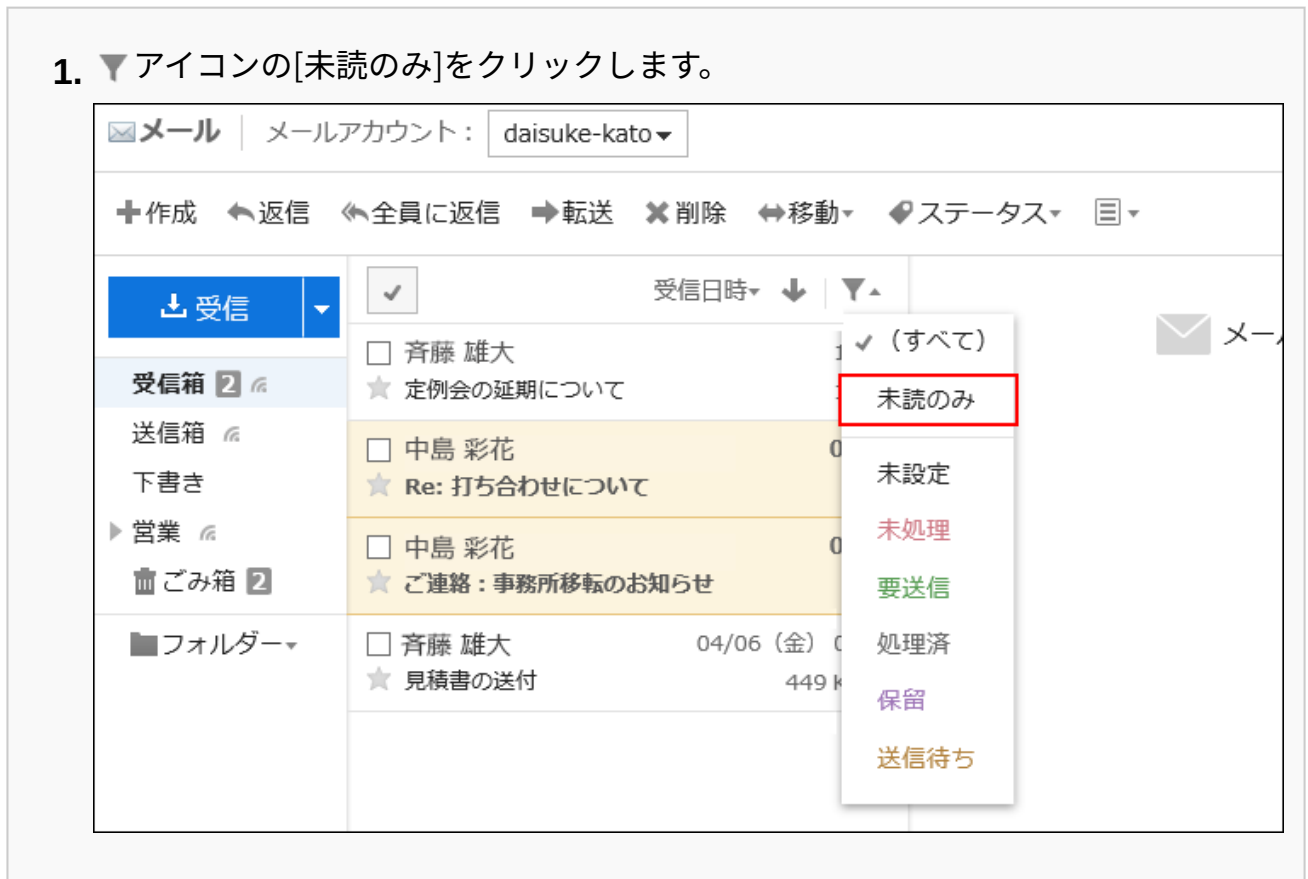 1. アイコンの[未読のみ]をクリックします。
メール メールアカウント： daisuke-kato
作成 返信 全員に返信 転送 削除 移動 ステータス
受信
受信日時
(すべて)
未読のみ
未設定
未処理
要送信
処理済
保留
送信待ち
受信箱 2
送信箱
下書き
営業
ごみ箱 2
フォルダー
斉藤 雄大
定例会の延期について
中島 彩花
Re: 打ち合わせについて
中島 彩花
ご連絡：事務所移転のお知らせ
斉藤 雄大 04/06（金） 0
見積書の送付 449